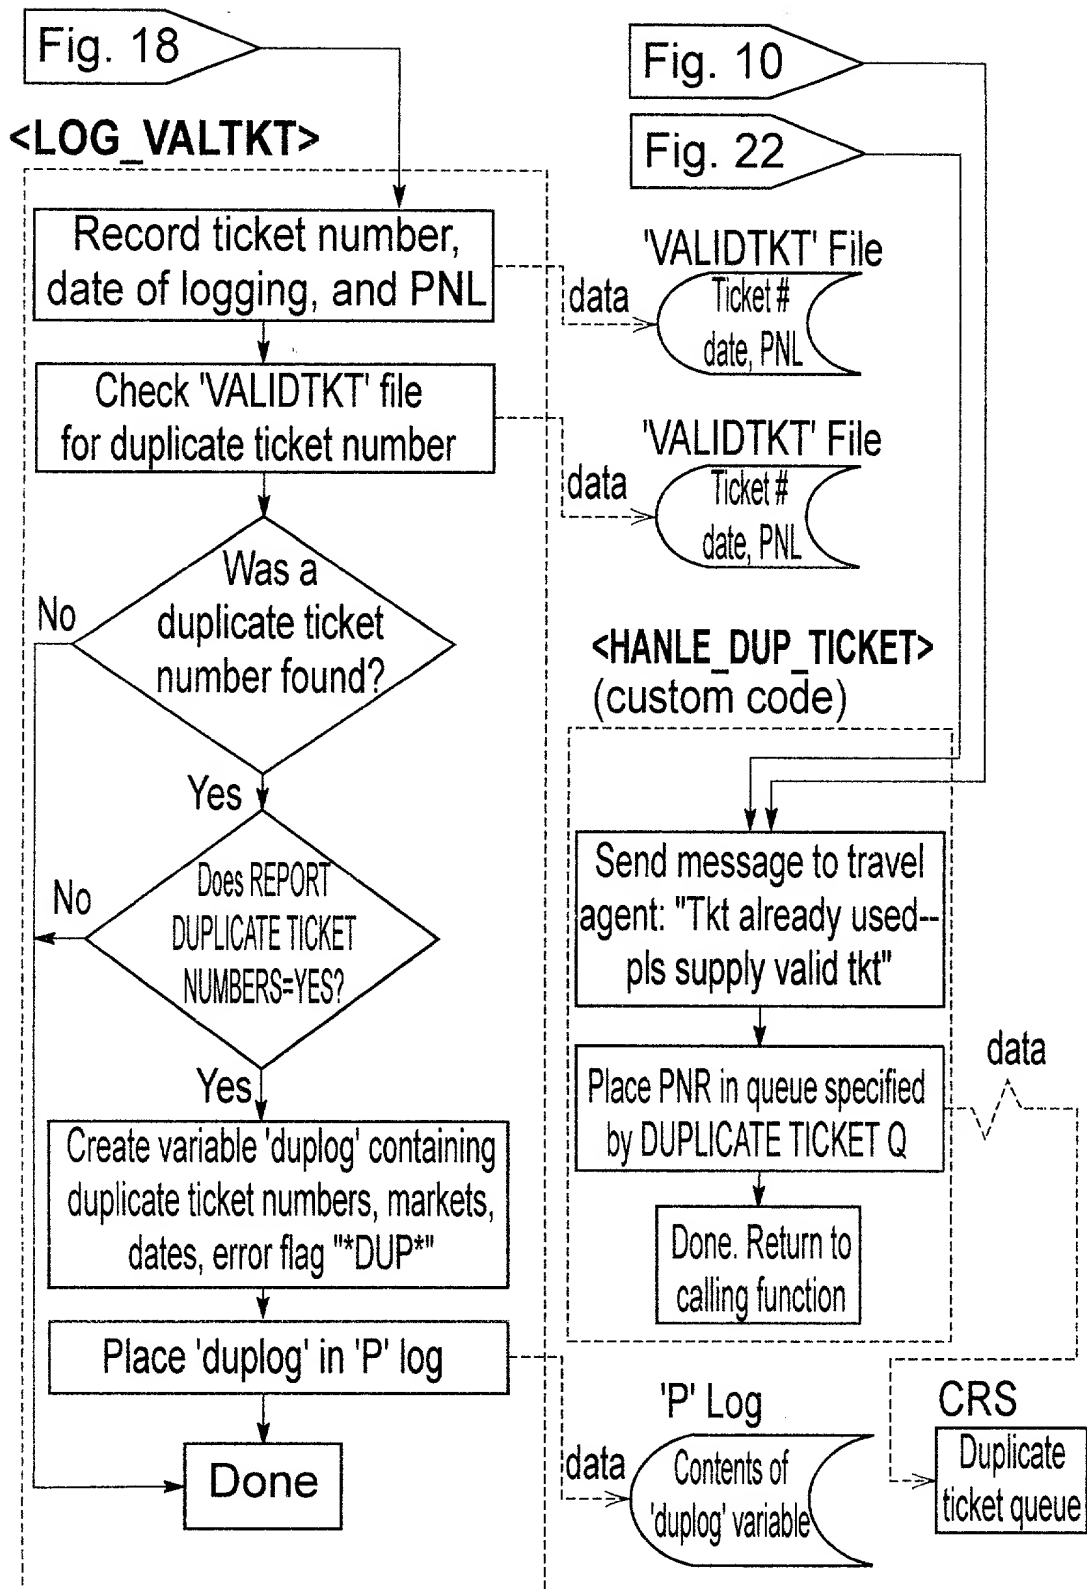 Fig. 18
<LOG_VALTKT>
Record ticket number,
date of logging, and PNL
data
'VALIDTKT' File
Ticket #
date, PNL
Check 'VALIDTKT' file
for duplicate ticket number
data
'VALIDTKT' File
Ticket #
date, PNL
Was a
duplicate ticket
number found?
No
Yes
Does REPORT
DUPLICATE TICKET
NUMBERS=YES?
No
Yes
Create variable 'duplog' containing
duplicate ticket numbers, markets,
dates, error flag "*DUP*"
Place 'duplog' in 'P' log
Done
data
'P' Log
Contents of
'duplog' variable
Fig. 10
Fig. 22
<HANLE_DUP_TICKET>
(custom code)
Send message to travel
agent: "Tkt already used--
pls supply valid tkt"
Place PNR in queue specified
by DUPLICATE TICKET Q
Done. Return to
calling function
data
CRS
Duplicate
ticket queue